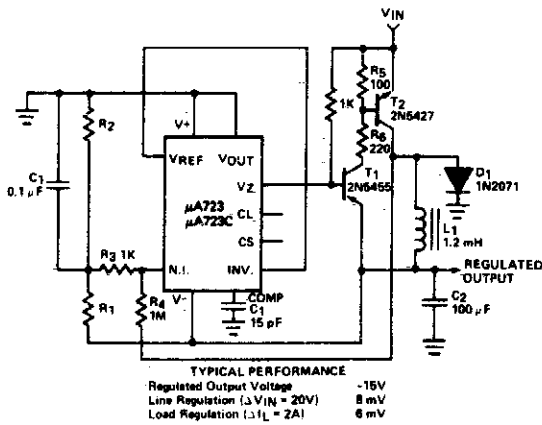 VIN
R5
100
T2
2N5427
R2
1K
V+
R6
220
VREF
VOUT
T1
2N5455
D1
1N2071
C1
0.1 µF
VZ
µA723
µA723C
CL
L1
1.2 mH
CS
R3 1K
N.I.
INV.
REGULATED
OUTPUT
R1
R4
1M
V-
COMP
C1
15 pF
C2
100 µF
TYPICAL PERFORMANCE
Regulated Output Voltage -15V
Line Regulation (ΔVIN = 20V) 8 mV
Load Regulation (ΔIL = 2A) 6 mV